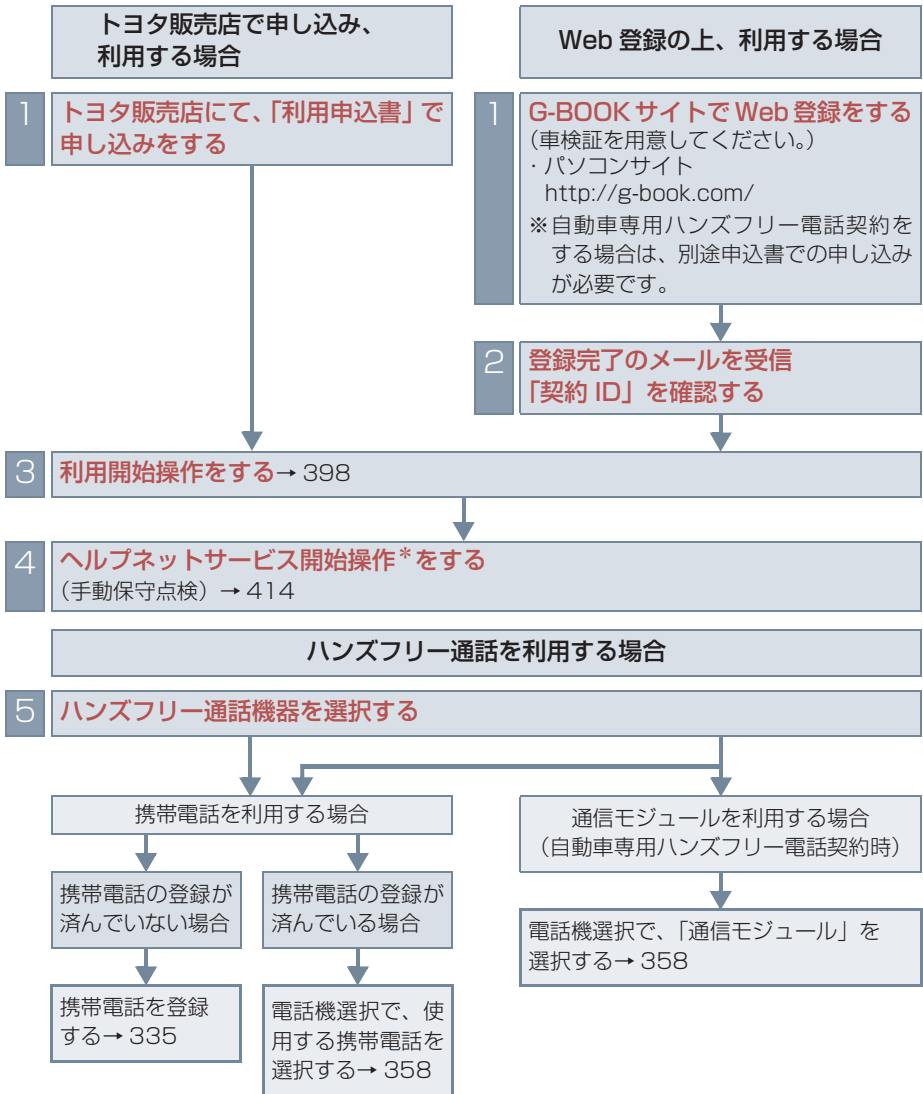 トヨタ販売店で申し込み、
利用する場合
1
トヨタ販売店にて、「利用申込書」で
申し込みをする
Web 登録の上、利用する場合
1
G-BOOK サイトで Web 登録をする
（車検証を用意してください。）
・パソコンサイト
http://g-book.com/
※自動車専用ハンズフリー電話契約を
する場合は、別途申込書での申し込み
が必要です。
2
登録完了のメールを受信
「契約 ID」を確認する
3
利用開始操作をする→ 398
4
ヘルプネットサービス開始操作＊をする
（手動保守点検）→ 414
ハンズフリー通話を利用する場合
5
ハンズフリー通話機器を選択する
携帯電話を利用する場合
携帯電話の登録が
済んでいない場合
携帯電話を登録
する→ 335
携帯電話の登録が
済んでいる場合
電話機選択で、使
用する携帯電話を
選択する→ 358
通信モジュールを利用する場合
（自動車専用ハンズフリー電話契約時）
電話機選択で、「通信モジュール」を
選択する→ 358